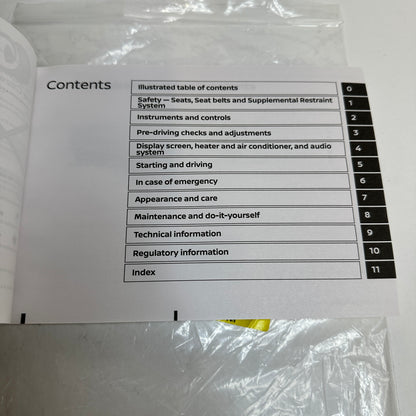 Contents
Illustrated table of contents 0
Safety — Seats, Seat belts and Supplemental Restraint
System 1
Instruments and controls 2
Pre-driving checks and adjustments 3
Display screen, heater and air conditioner, and audio
system 4
Starting and driving 5
In case of emergency 6
Appearance and care 7
Maintenance and do-it-yourself 8
Technical information 9
Regulatory information 10
Index 11